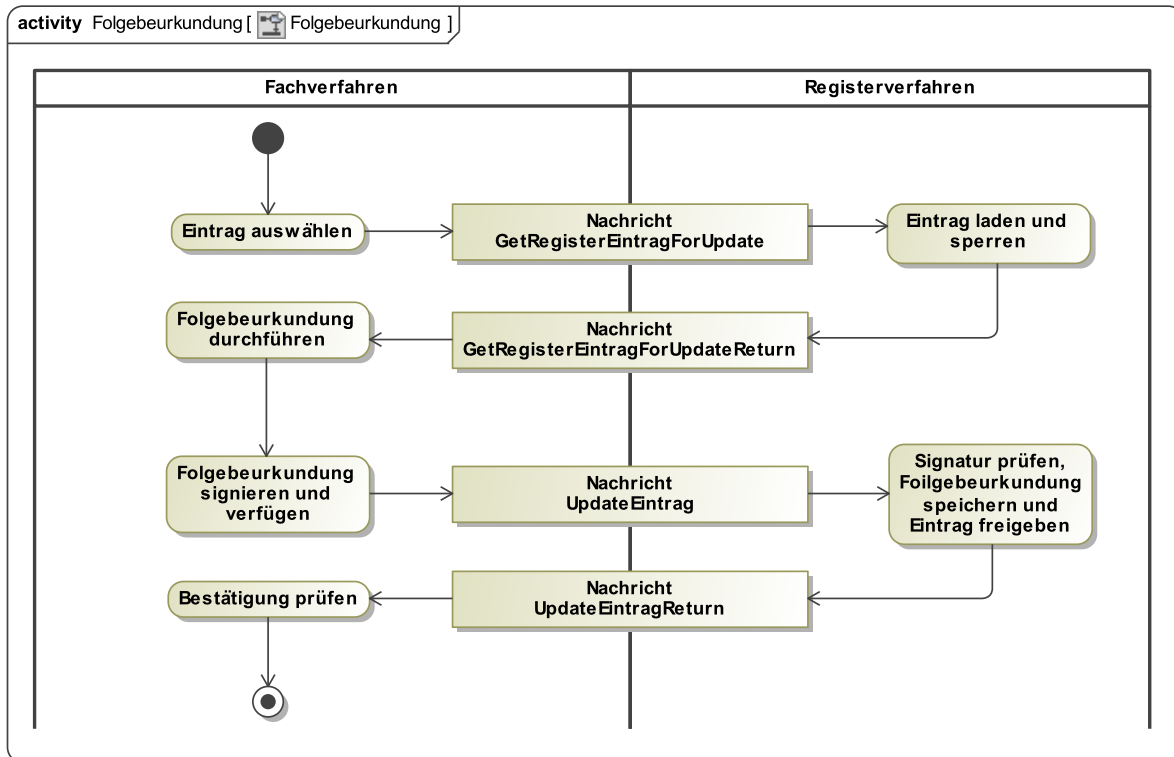 activity Folgebeurkundung [ Folgebeurkundung ]
Fachverfahren
Registerverfahren
Eintrag auswählen
Nachricht
GetRegisterEintragForUpdate
Eintrag laden und
sperren
Folgebeurkundung
durchführen
Nachricht
GetRegisterEintragForUpdateReturn
Folgebeurkundung
signieren und
verfügen
Nachricht
UpdateEintrag
Signatur prüfen,
Foilgebeurkundung
speichern und
Eintrag freigeben
Bestätigung prüfen
Nachricht
UpdateEintragReturn